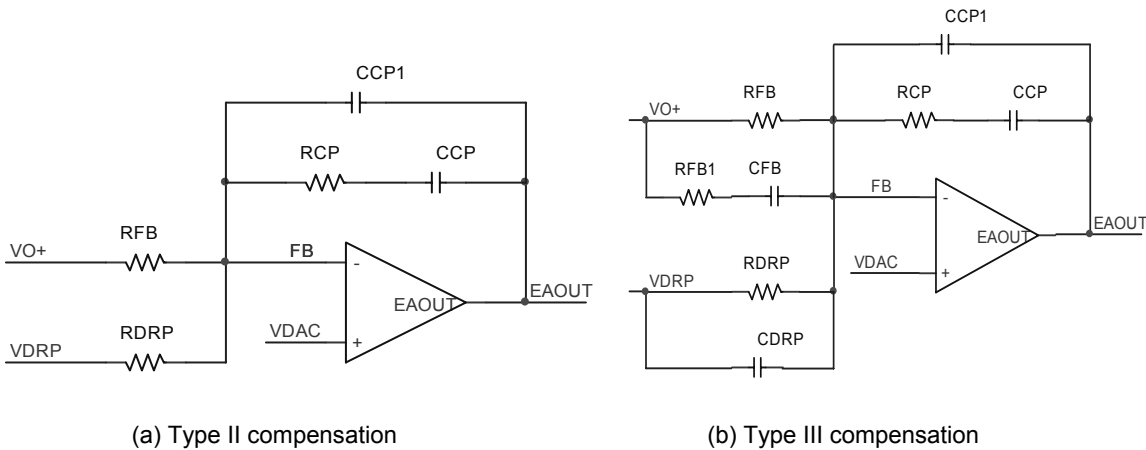 CCP1
RCP
CCP
VO+
RFB
FB
-
EAOUT
EAOUT
VDAC
+
VDRP
RDRP
(a) Type II compensation
CCP1
VO+
RFB
RCP
CCP
RFB1
CFB
FB
-
EAOUT
EAOUT
VDAC
+
VDRP
RDRP
CDRP
(b) Type III compensation